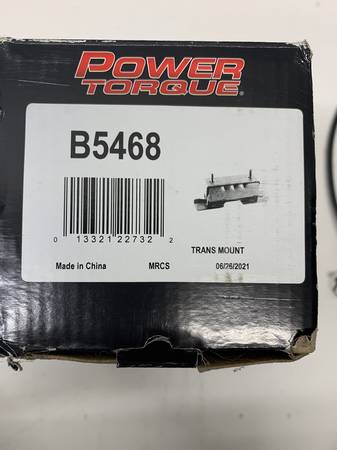 POWER
TORQUE®
B5468
0 13321 22732 2
TRANS MOUNT
Made in China MRCS 06/26/2021